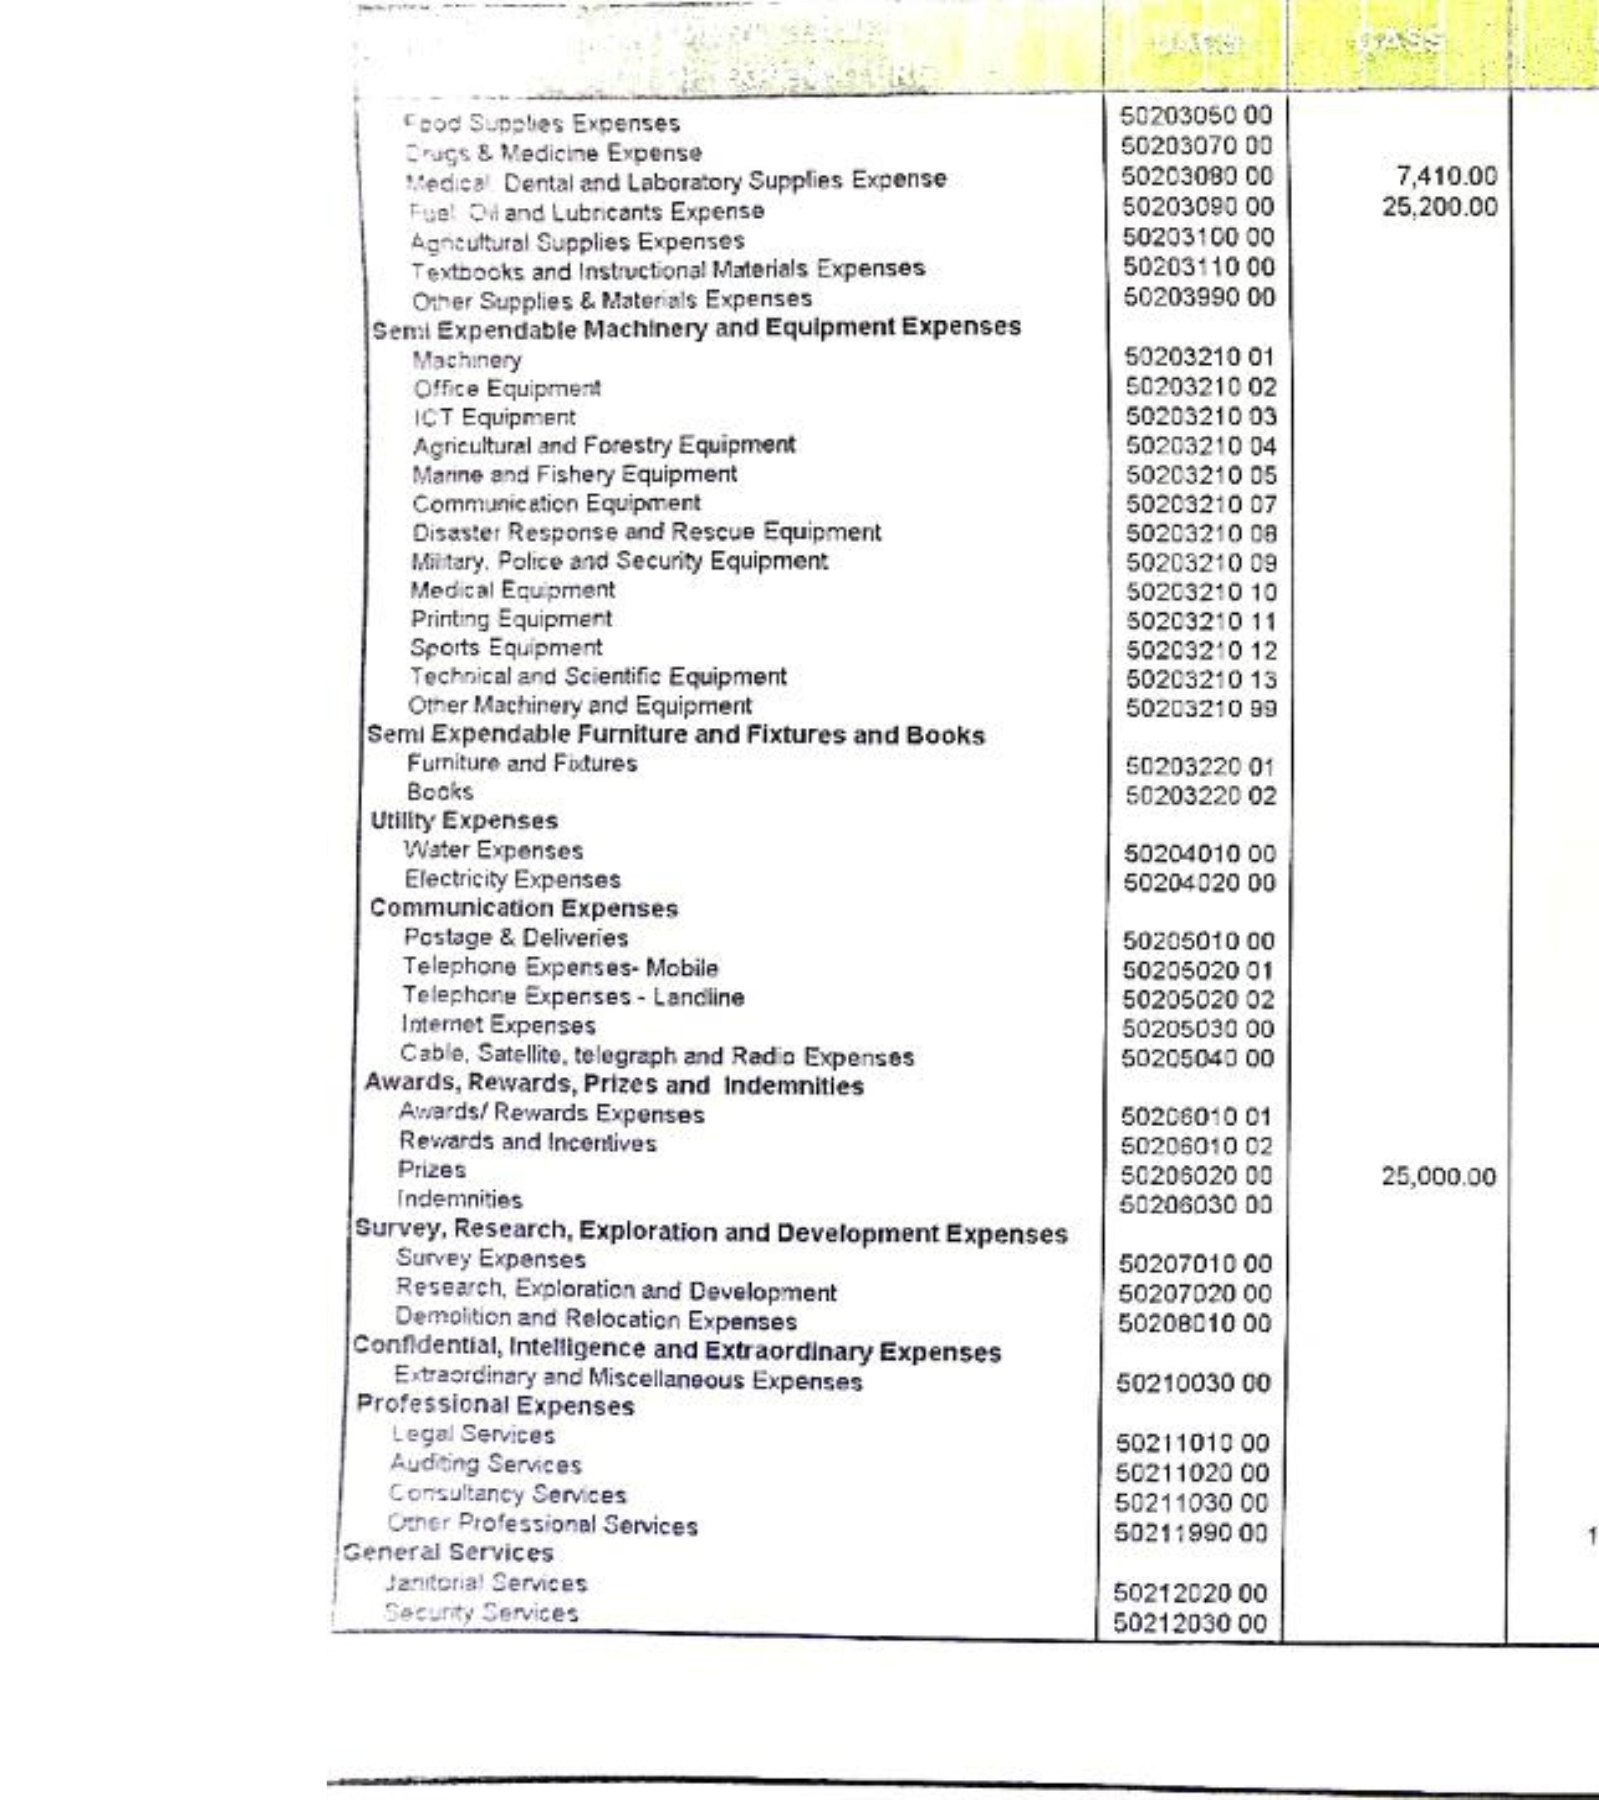 UACS OASS
Food Supplies Expenses 50203050 00
Drugs & Medicine Expense 50203070 00
Medical, Dental and Laboratory Supplies Expense 50203080 00 7,410.00
Fuel, Oil and Lubricants Expense 50203090 00 25,200.00
Agricultural Supplies Expenses 50203100 00
Textbooks and Instructional Materials Expenses 50203110 00
Other Supplies & Materials Expenses 50203990 00
Semi Expendable Machinery and Equipment Expenses
Machinery 50203210 01
Office Equipment 50203210 02
ICT Equipment 50203210 03
Agricultural and Forestry Equipment 50203210 04
Marine and Fishery Equipment 50203210 05
Communication Equipment 50203210 07
Disaster Response and Rescue Equipment 50203210 08
Military, Police and Security Equipment 50203210 09
Medical Equipment 50203210 10
Printing Equipment 50203210 11
Sports Equipment 50203210 12
Technical and Scientific Equipment 50203210 13
Other Machinery and Equipment 50203210 99
Semi Expendable Furniture and Fixtures and Books
Furniture and Fixtures 50203220 01
Books 50203220 02
Utility Expenses
Water Expenses 50204010 00
Electricity Expenses 50204020 00
Communication Expenses
Postage & Deliveries 50205010 00
Telephone Expenses- Mobile 50205020 01
Telephone Expenses - Landline 50205020 02
Internet Expenses 50205030 00
Cable, Satellite, telegraph and Radio Expenses 50205040 00
Awards, Rewards, Prizes and Indemnities
Awards/ Rewards Expenses 50206010 01
Rewards and Incentives 50206010 02
Prizes 50206020 00 25,000.00
Indemnities 50206030 00
Survey, Research, Exploration and Development Expenses
Survey Expenses 50207010 00
Research, Exploration and Development 50207020 00
Demolition and Relocation Expenses 50208010 00
Confidential, Intelligence and Extraordinary Expenses
Extraordinary and Miscellaneous Expenses 50210030 00
Professional Expenses
Legal Services 50211010 00
Auditing Services 50211020 00
Consultancy Services 50211030 00
Other Professional Services 50211990 00 1
General Services
Janitorial Services 50212020 00
Security Services 50212030 00